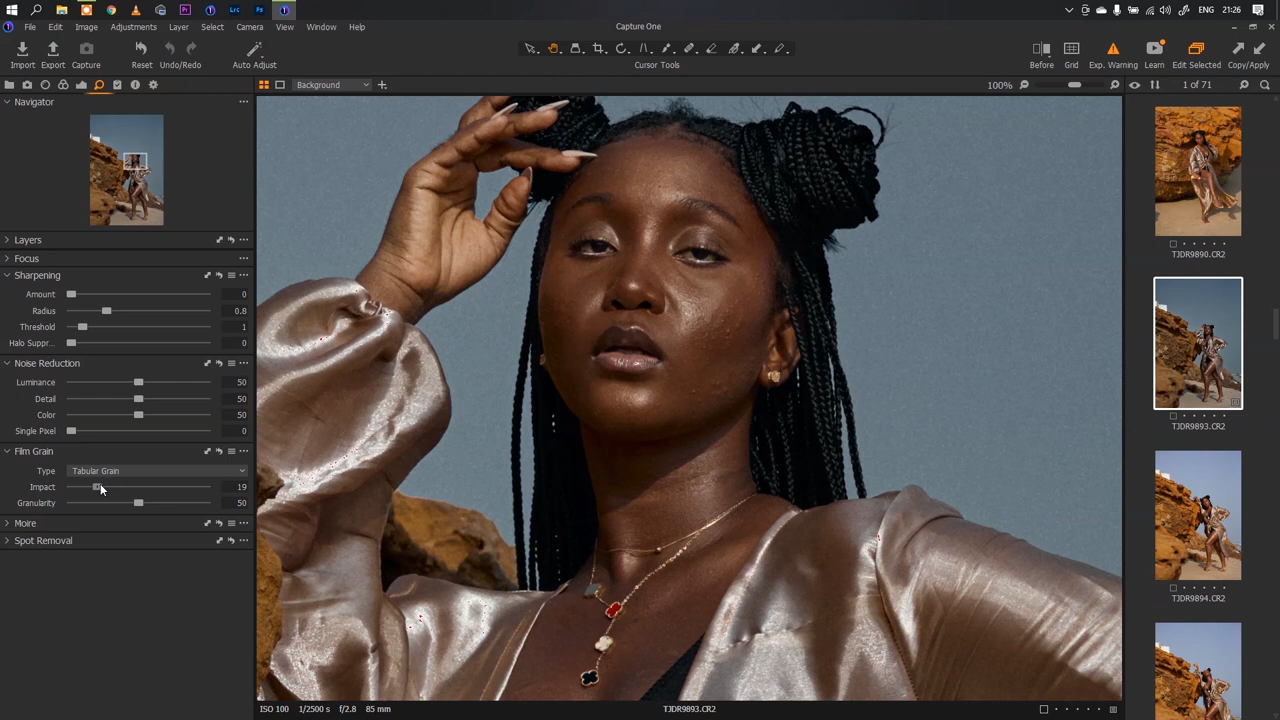 Lrc
Ps
Pr
ENG
21:26
File
Edit
Image
Adjustments
Layer
Select
Camera
View
Window
Help
Capture One
Import
Export
Capture
Reset
Undo/Redo
Auto Adjust
Cursor Tools
Before
Grid
Exp. Warning
Learn
Edit Selected
Copy/Apply
Background
100%
1 of 71
Navigator
Layers
Focus
Sharpening
Amount 0
Radius 0.8
Threshold 1
Halo Suppr... 0
Noise Reduction
Luminance 50
Detail 50
Color 50
Single Pixel 0
Film Grain
Type Tabular Grain
Impact 19
Granularity 50
Moire
Spot Removal
ISO 100 1/2500 s f/2.8 85 mm
TJDR9893.CR2
TJDR9890.CR2
TJDR9893.CR2
TJDR9894.CR2